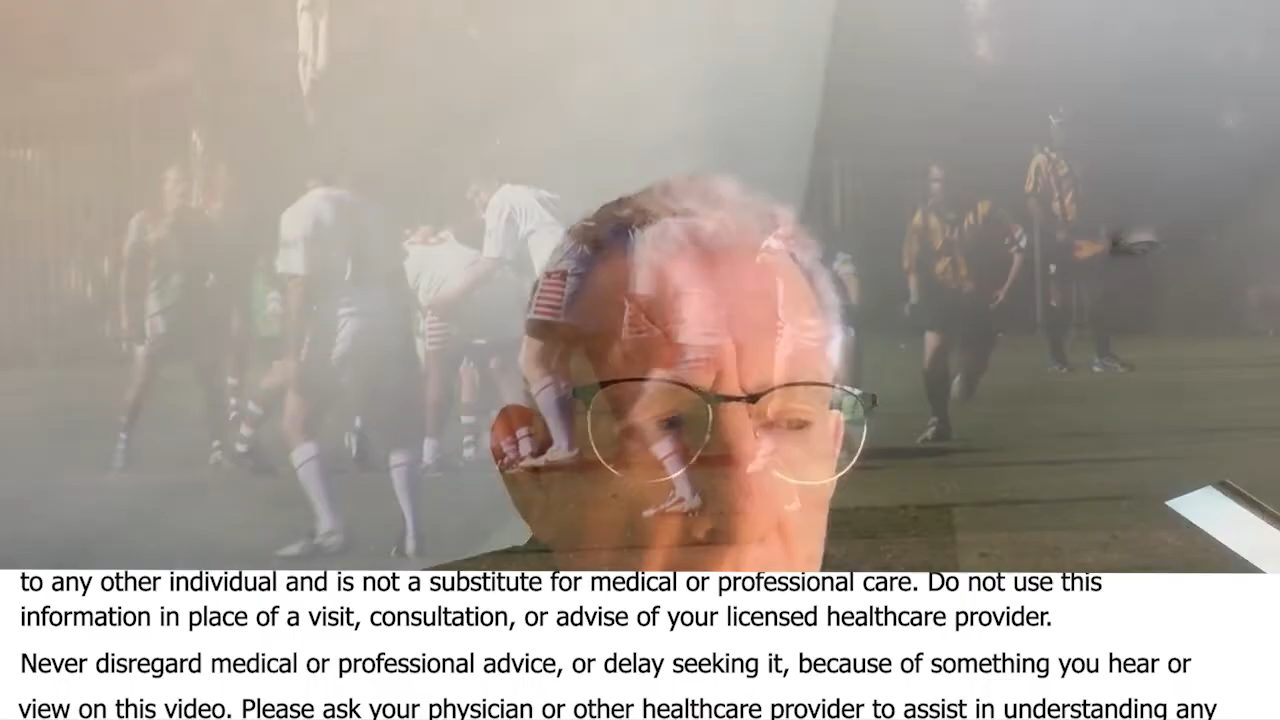 to any other individual and is not a substitute for medical or professional care. Do not use this
information in place of a visit, consultation, or advise of your licensed healthcare provider.
Never disregard medical or professional advice, or delay seeking it, because of something you hear or
view on this video. Please ask your physician or other healthcare provider to assist in understanding any